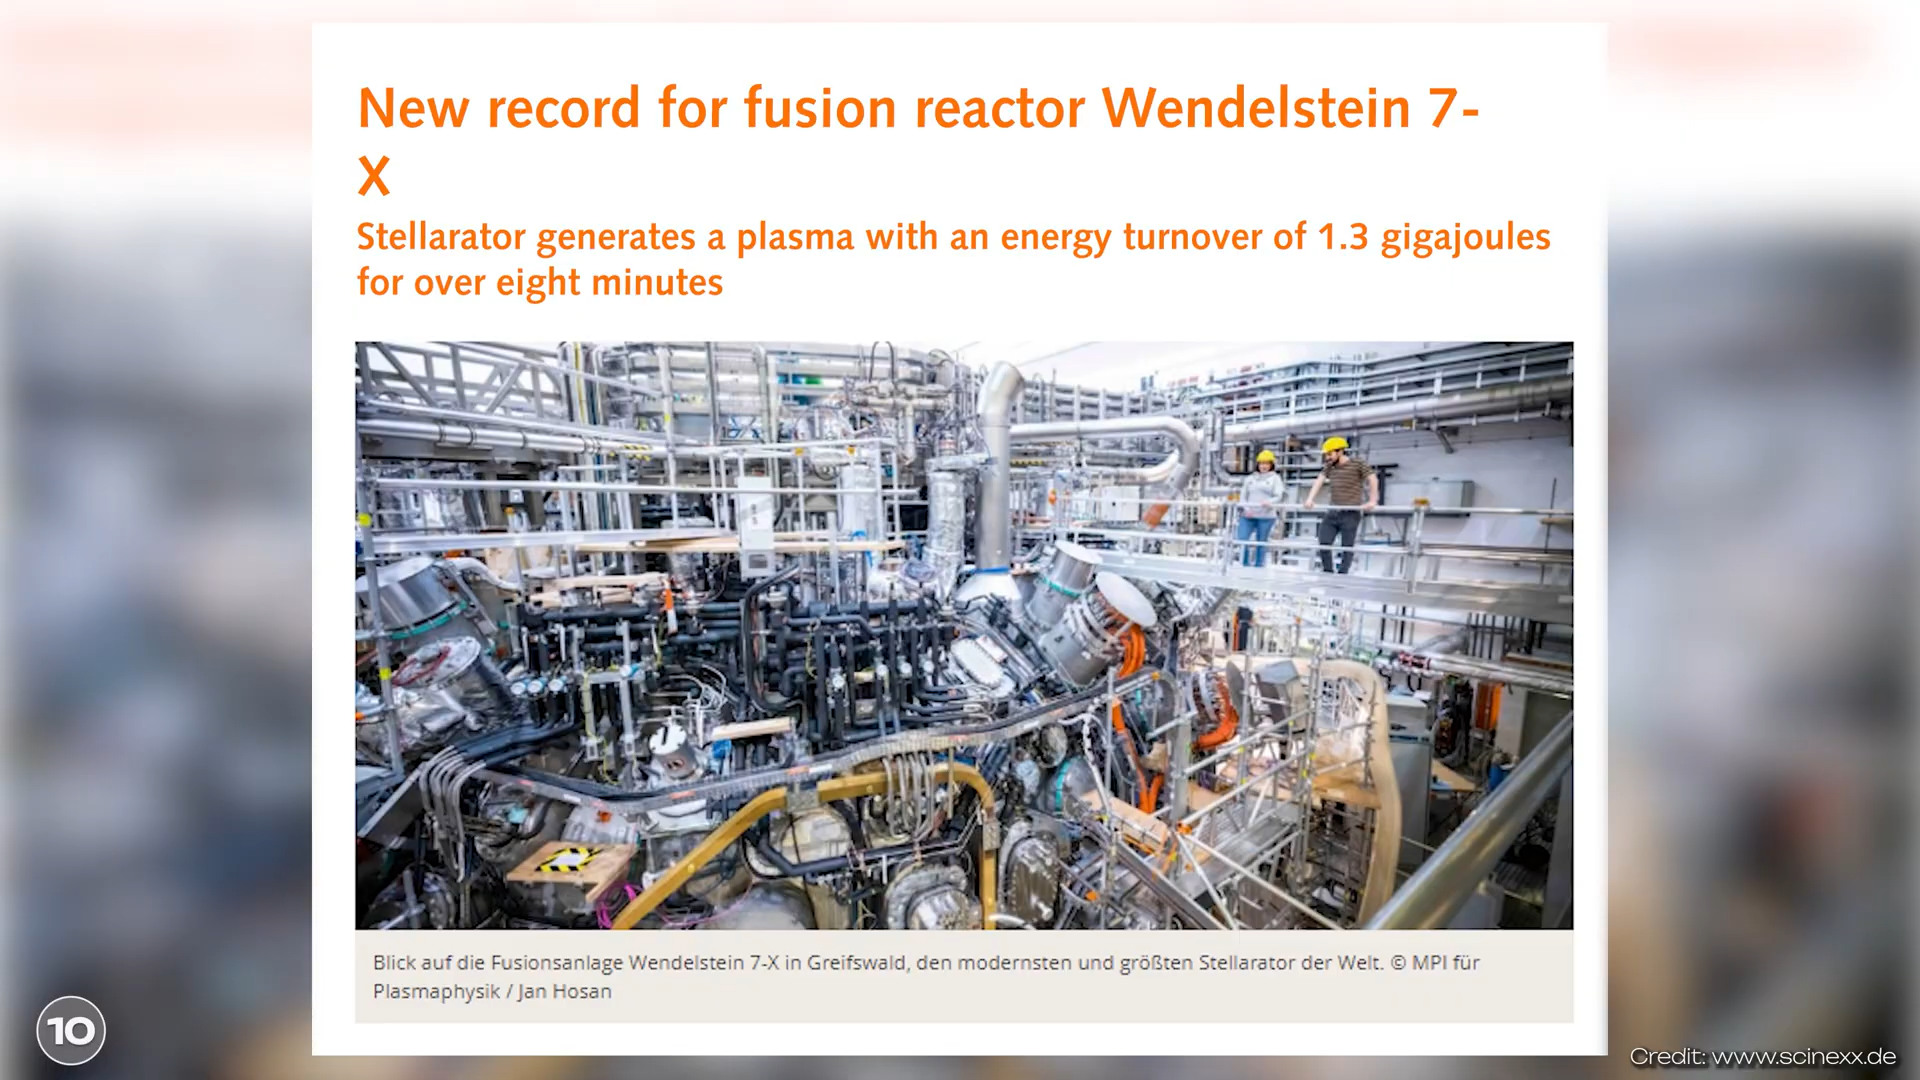 New record for fusion reactor Wendelstein 7-
X
Stellarator generates a plasma with an energy turnover of 1.3 gigajoules
for over eight minutes
Blick auf die Fusionsanlage Wendelstein 7-X in Greifswald, den modernsten und größten Stellarator der Welt. © MPI für
Plasmaphysik / Jan Hosan
10
Credit: www.scinexx.de